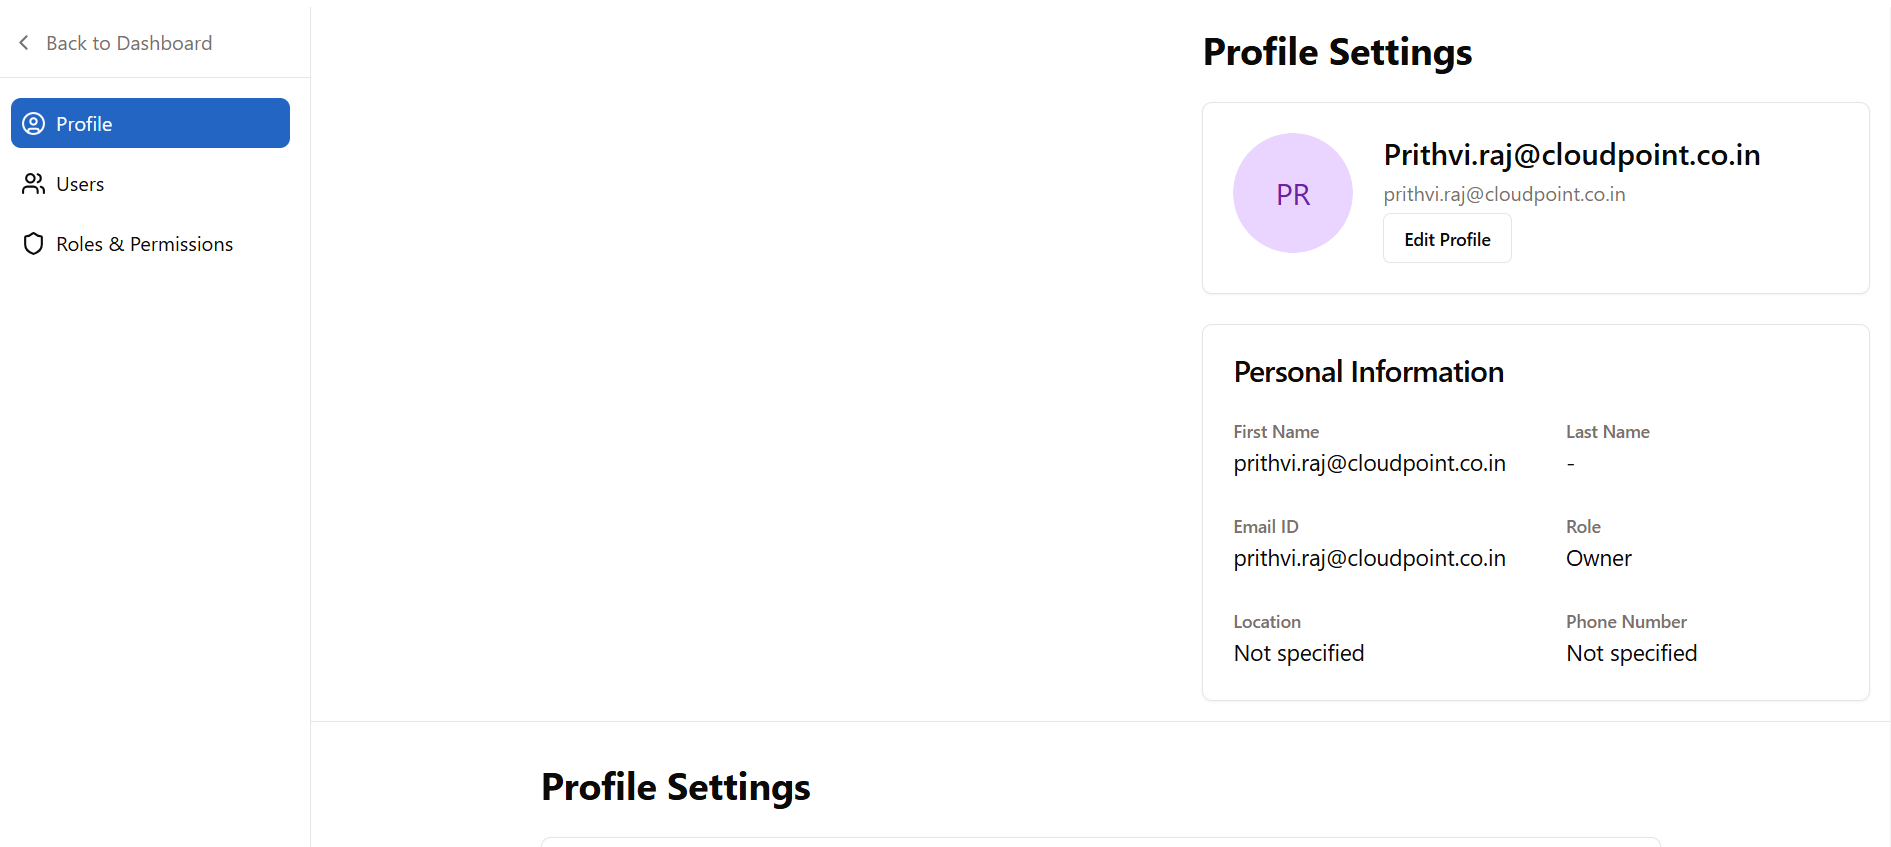 Back to Dashboard
Profile
Users
Roles & Permissions
Profile Settings
PR
Prithvi.raj@cloudpoint.co.in
prithvi.raj@cloudpoint.co.in
Edit Profile
Personal Information
First Name
prithvi.raj@cloudpoint.co.in
Last Name
-
Email ID
prithvi.raj@cloudpoint.co.in
Role
Owner
Location
Not specified
Phone Number
Not specified
Profile Settings